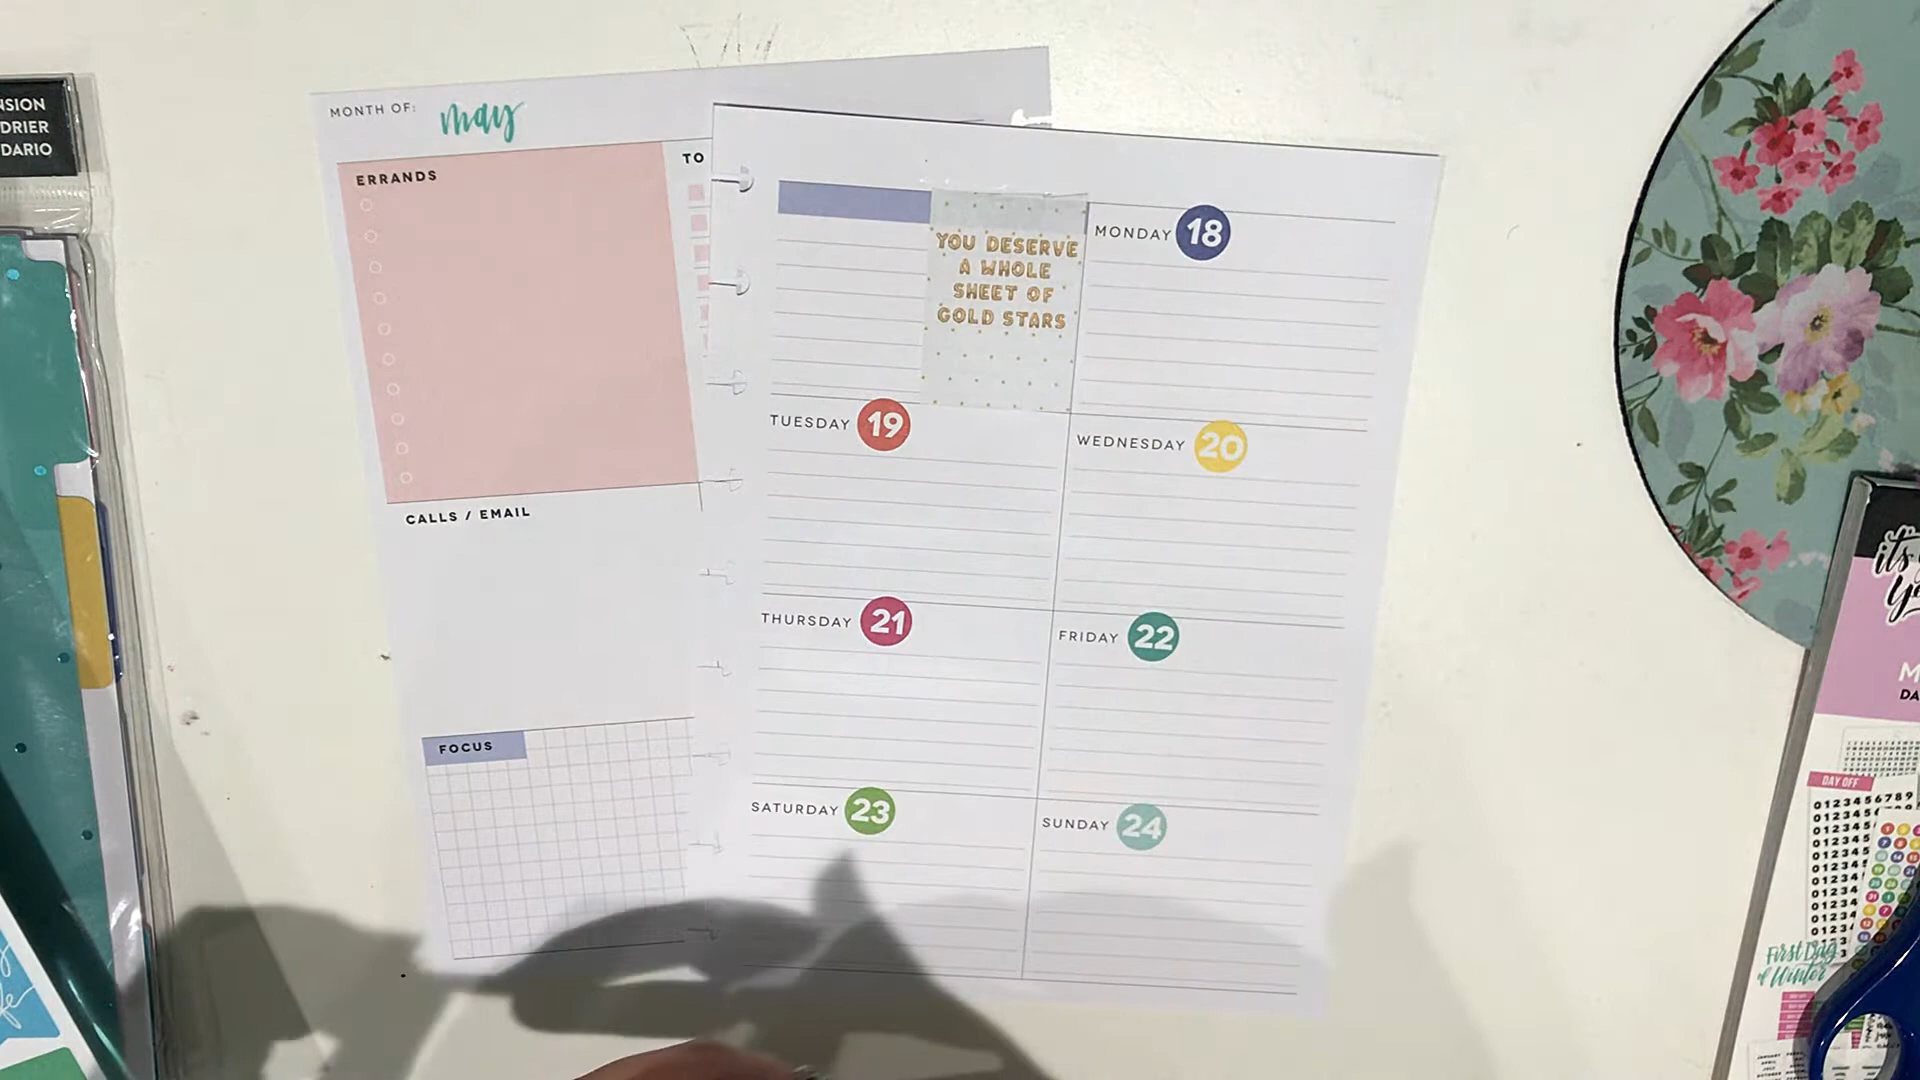 NSION
DRIER
DARIO
MONTH OF: may
ERRANDS
TO
CALLS / EMAIL
FOCUS
YOU DESERVE
A WHOLE
SHEET OF
GOLD STARS
MONDAY 18
TUESDAY 19
WEDNESDAY 20
THURSDAY 21
FRIDAY 22
SATURDAY 23
SUNDAY 24
it's
DAY OFF
First Day
of Winter